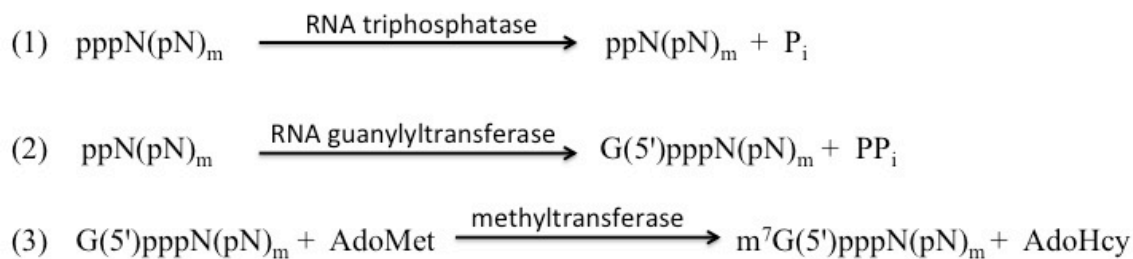 RNA triphosphatase
(1) pppN(pN)ₘ ⟶ ppN(pN)ₘ + Pᵢ
RNA guanylyltransferase
(2) ppN(pN)ₘ ⟶ G(5')pppN(pN)ₘ + PPᵢ
methyltransferase
(3) G(5')pppN(pN)ₘ + AdoMet ⟶ m⁷G(5')pppN(pN)ₘ + AdoHcy